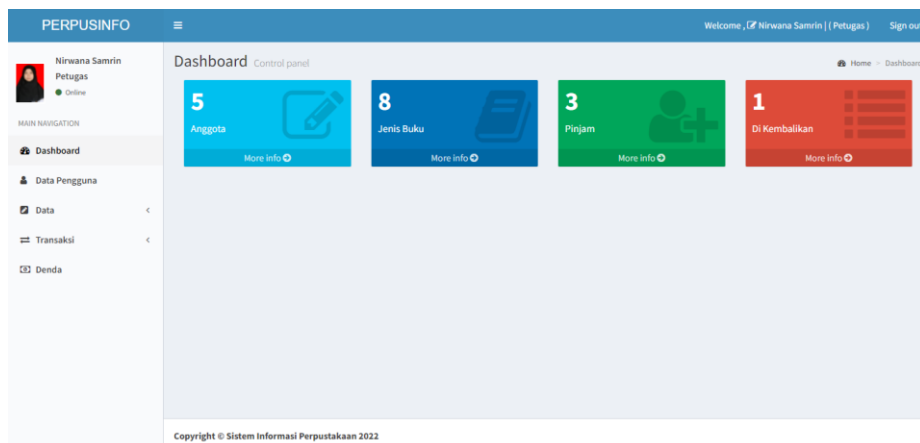 PERPUSINFO
Welcome , Nirwana Samrin | ( Petugas )
Sign ou
Nirwana Samrin
Petugas
Online
MAIN NAVIGATION
Dashboard
Data Pengguna
Data
Transaksi
Denda
Dashboard Control panel
Home > Dashboard
5
Anggota
More info
8
Jenis Buku
More info
3
Pinjam
More info
1
Di Kembalikan
More info
Copyright © Sistem Informasi Perpustakaan 2022